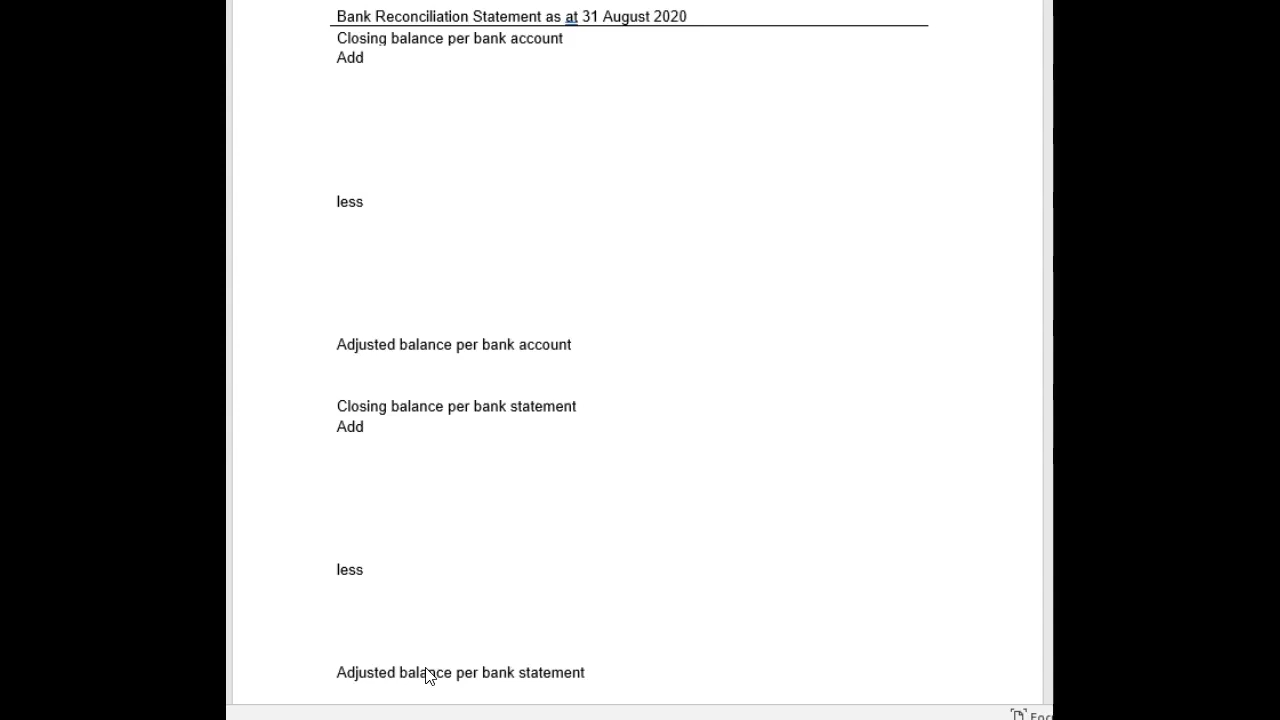 Bank Reconciliation Statement as at 31 August 2020
Closing balance per bank account
Add
less
Adjusted balance per bank account
Closing balance per bank statement
Add
less
Adjusted balance per bank statement